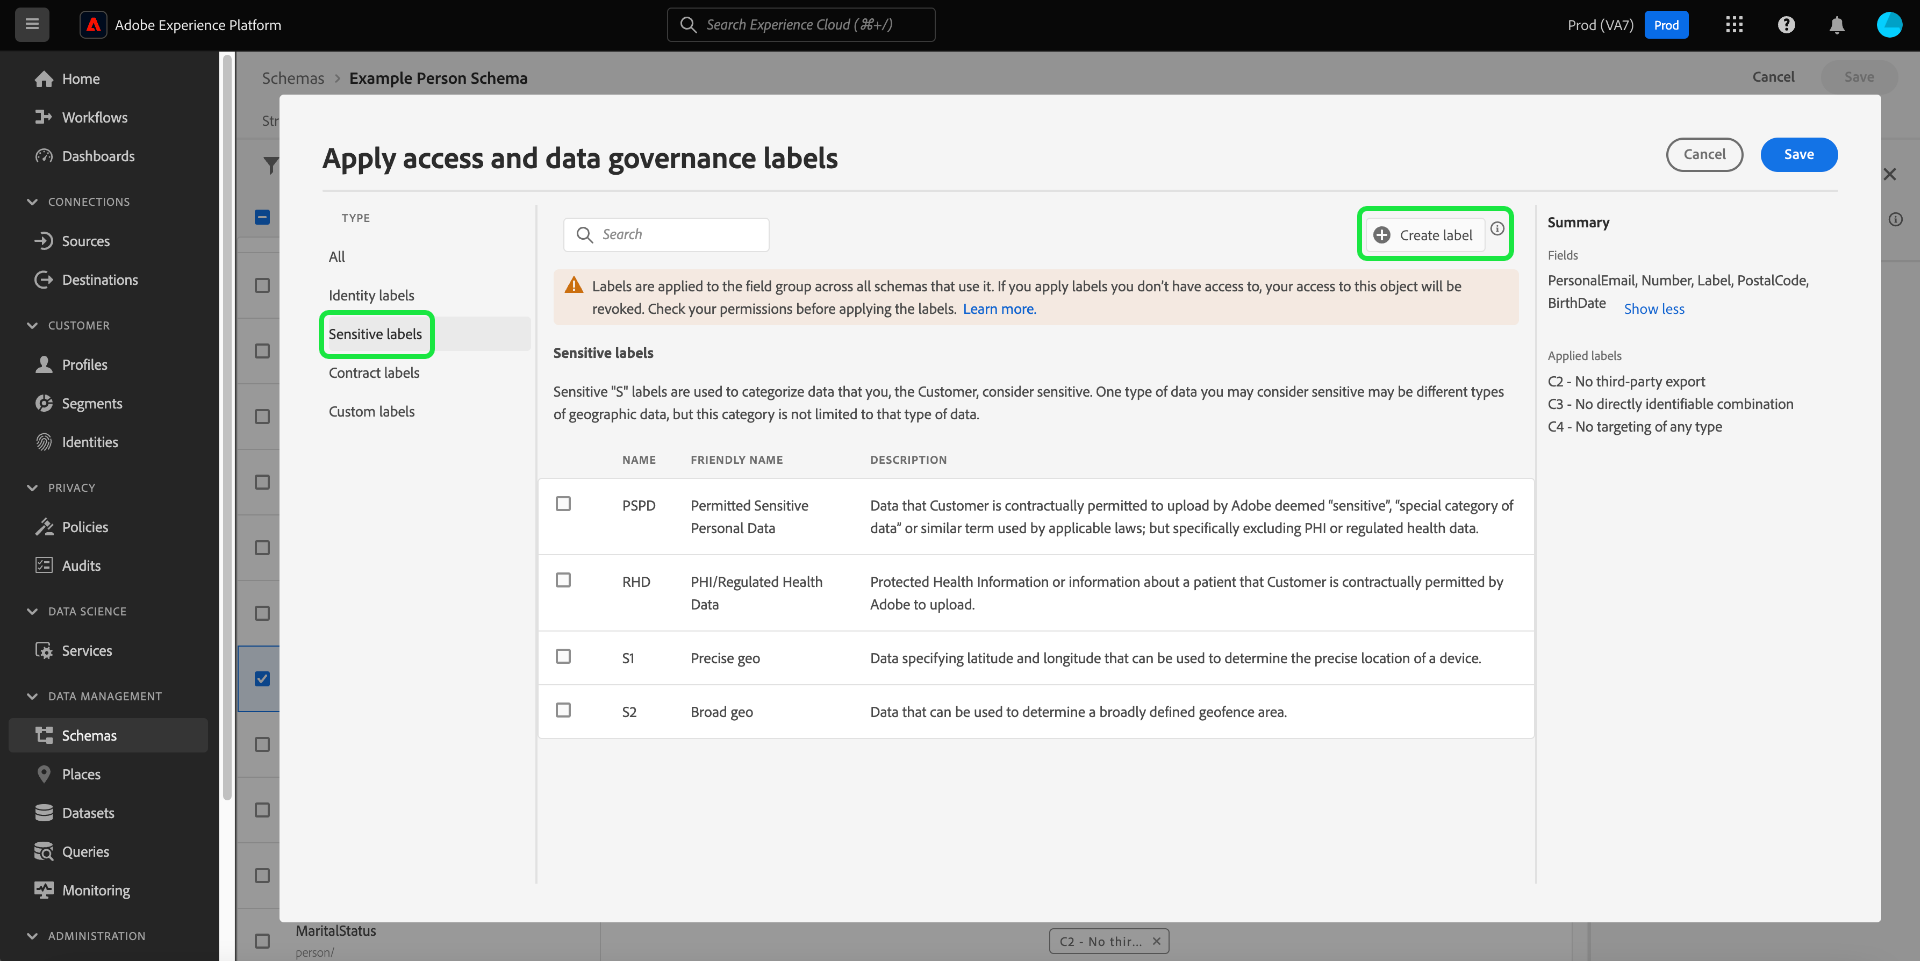 Adobe Experience Platform
Search Experience Cloud (⌘+/)
Prod (VA7)
Prod
Home
Workflows
Dashboards
CONNECTIONS
Sources
Destinations
CUSTOMER
Profiles
Segments
Identities
PRIVACY
Policies
Audits
DATA SCIENCE
Services
DATA MANAGEMENT
Schemas
Places
Datasets
Queries
Monitoring
ADMINISTRATION
Schemas > Example Person Schema
Cancel
Save
Str
Apply access and data governance labels
Cancel
Save
TYPE
All
Identity labels
Sensitive labels
Contract labels
Custom labels
Search
Create label
Labels are applied to the field group across all schemas that use it. If you apply labels you don't have access to, your access to this object will be
revoked. Check your permissions before applying the labels. Learn more.
Sensitive labels
Sensitive "S" labels are used to categorize data that you, the Customer, consider sensitive. One type of data you may consider sensitive may be different types
of geographic data, but this category is not limited to that type of data.
NAME FRIENDLY NAME DESCRIPTION
PSPD
Permitted Sensitive
Personal Data
Data that Customer is contractually permitted to upload by Adobe deemed "sensitive", "special category of
data" or similar term used by applicable laws; but specifically excluding PHI or regulated health data.
RHD
PHI/Regulated Health
Data
Protected Health Information or information about a patient that Customer is contractually permitted by
Adobe to upload.
S1
Precise geo
Data specifying latitude and longitude that can be used to determine the precise location of a device.
S2
Broad geo
Data that can be used to determine a broadly defined geofence area.
Summary
Fields
PersonalEmail, Number, Label, PostalCode,
BirthDate Show less
Applied labels
C2 - No third-party export
C3 - No directly identifiable combination
C4 - No targeting of any type
MaritalStatus
person/
C2 - No thir...